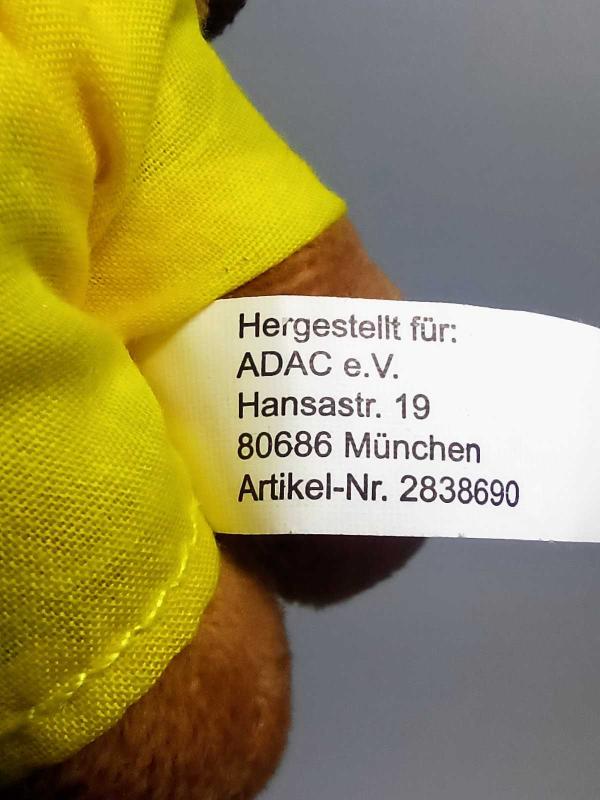 Hergestellt für:
ADAC e.V.
Hansastr. 19
80686 München
Artikel-Nr. 2838690